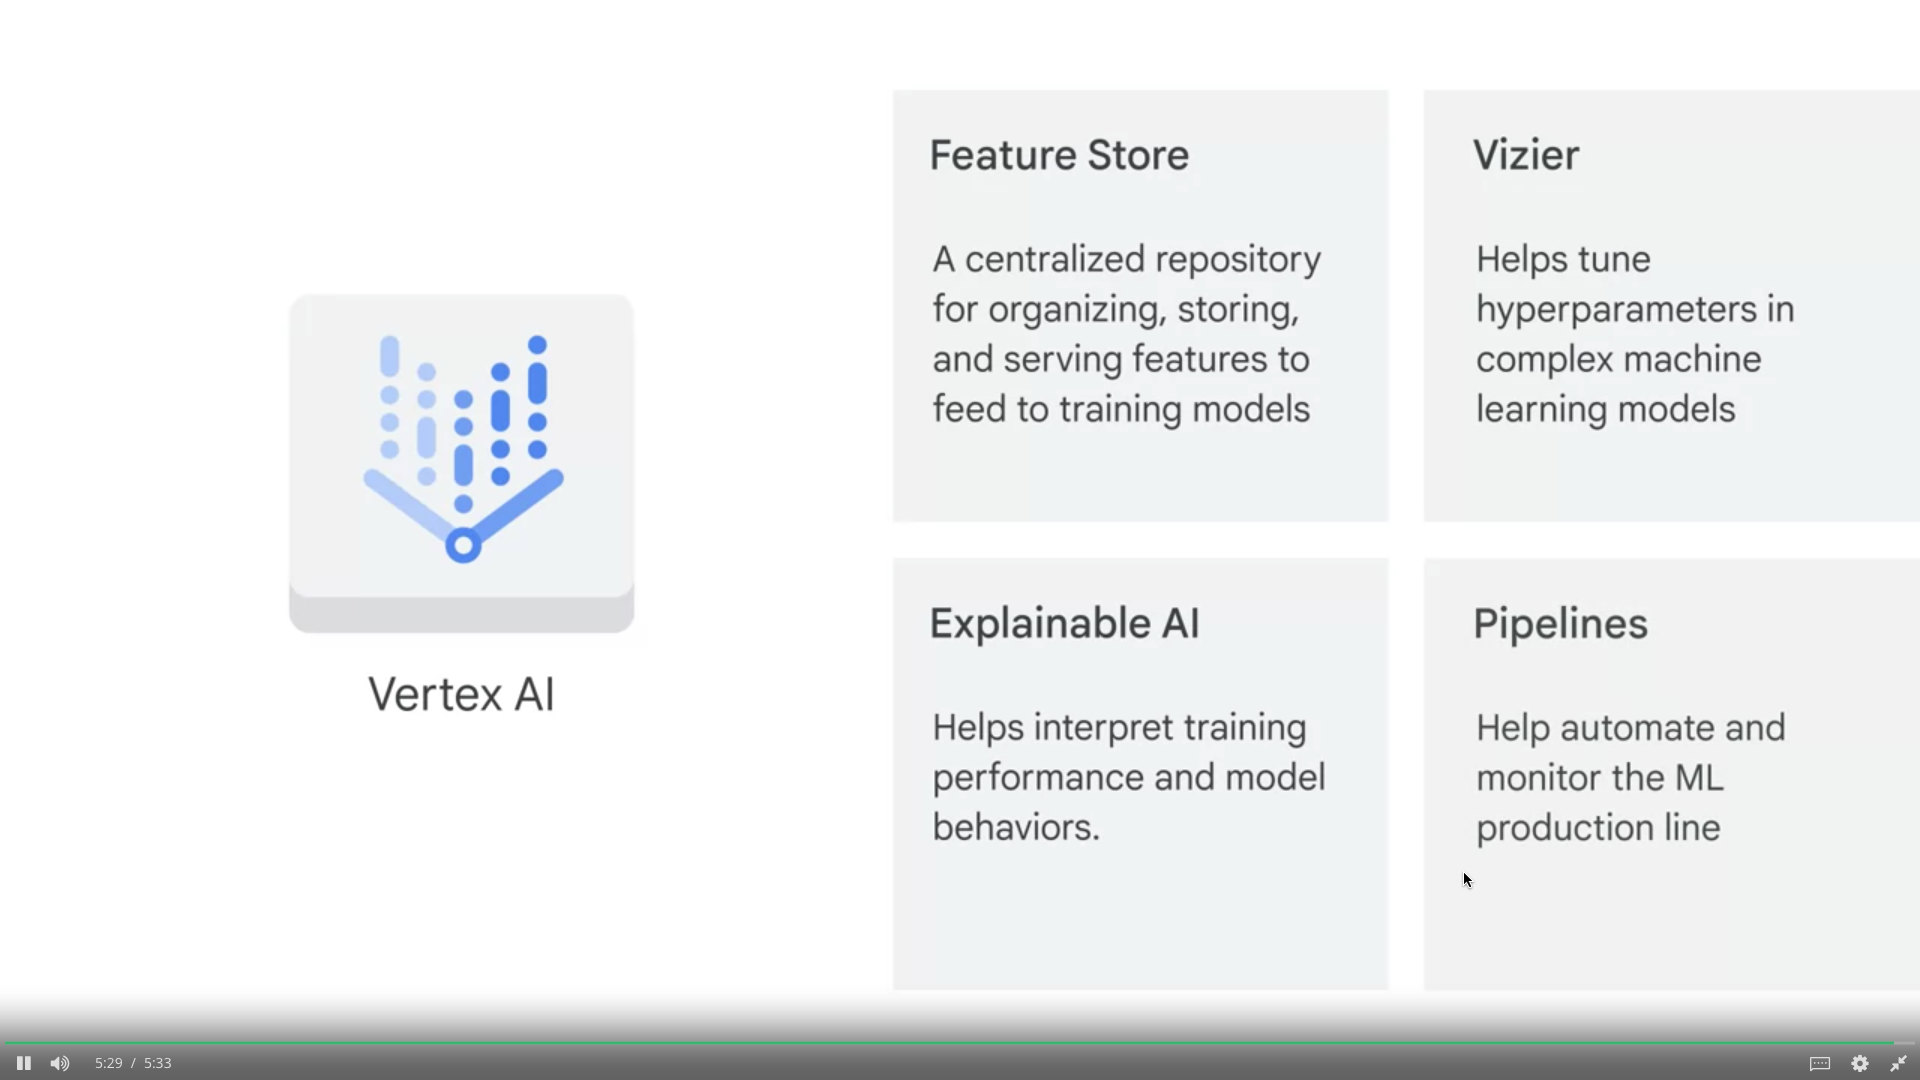 Vertex AI
Feature Store
A centralized repository
for organizing, storing,
and serving features to
feed to training models
Vizier
Helps tune
hyperparameters in
complex machine
learning models
Explainable AI
Helps interpret training
performance and model
behaviors.
Pipelines
Help automate and
monitor the ML
production line
5:29 / 5:33